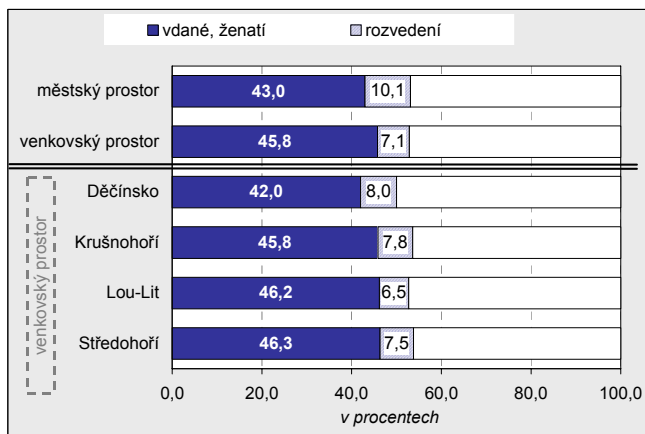 vdané, ženatí rozvedení
městský prostor 43,0 10,1
venkovský prostor 45,8 7,1
venkovský prostor
Děčínsko 42,0 8,0
Krušnohoří 45,8 7,8
Lou-Lit 46,2 6,5
Středohoří 46,3 7,5
0,0 20,0 40,0 60,0 80,0 100,0
v procentech